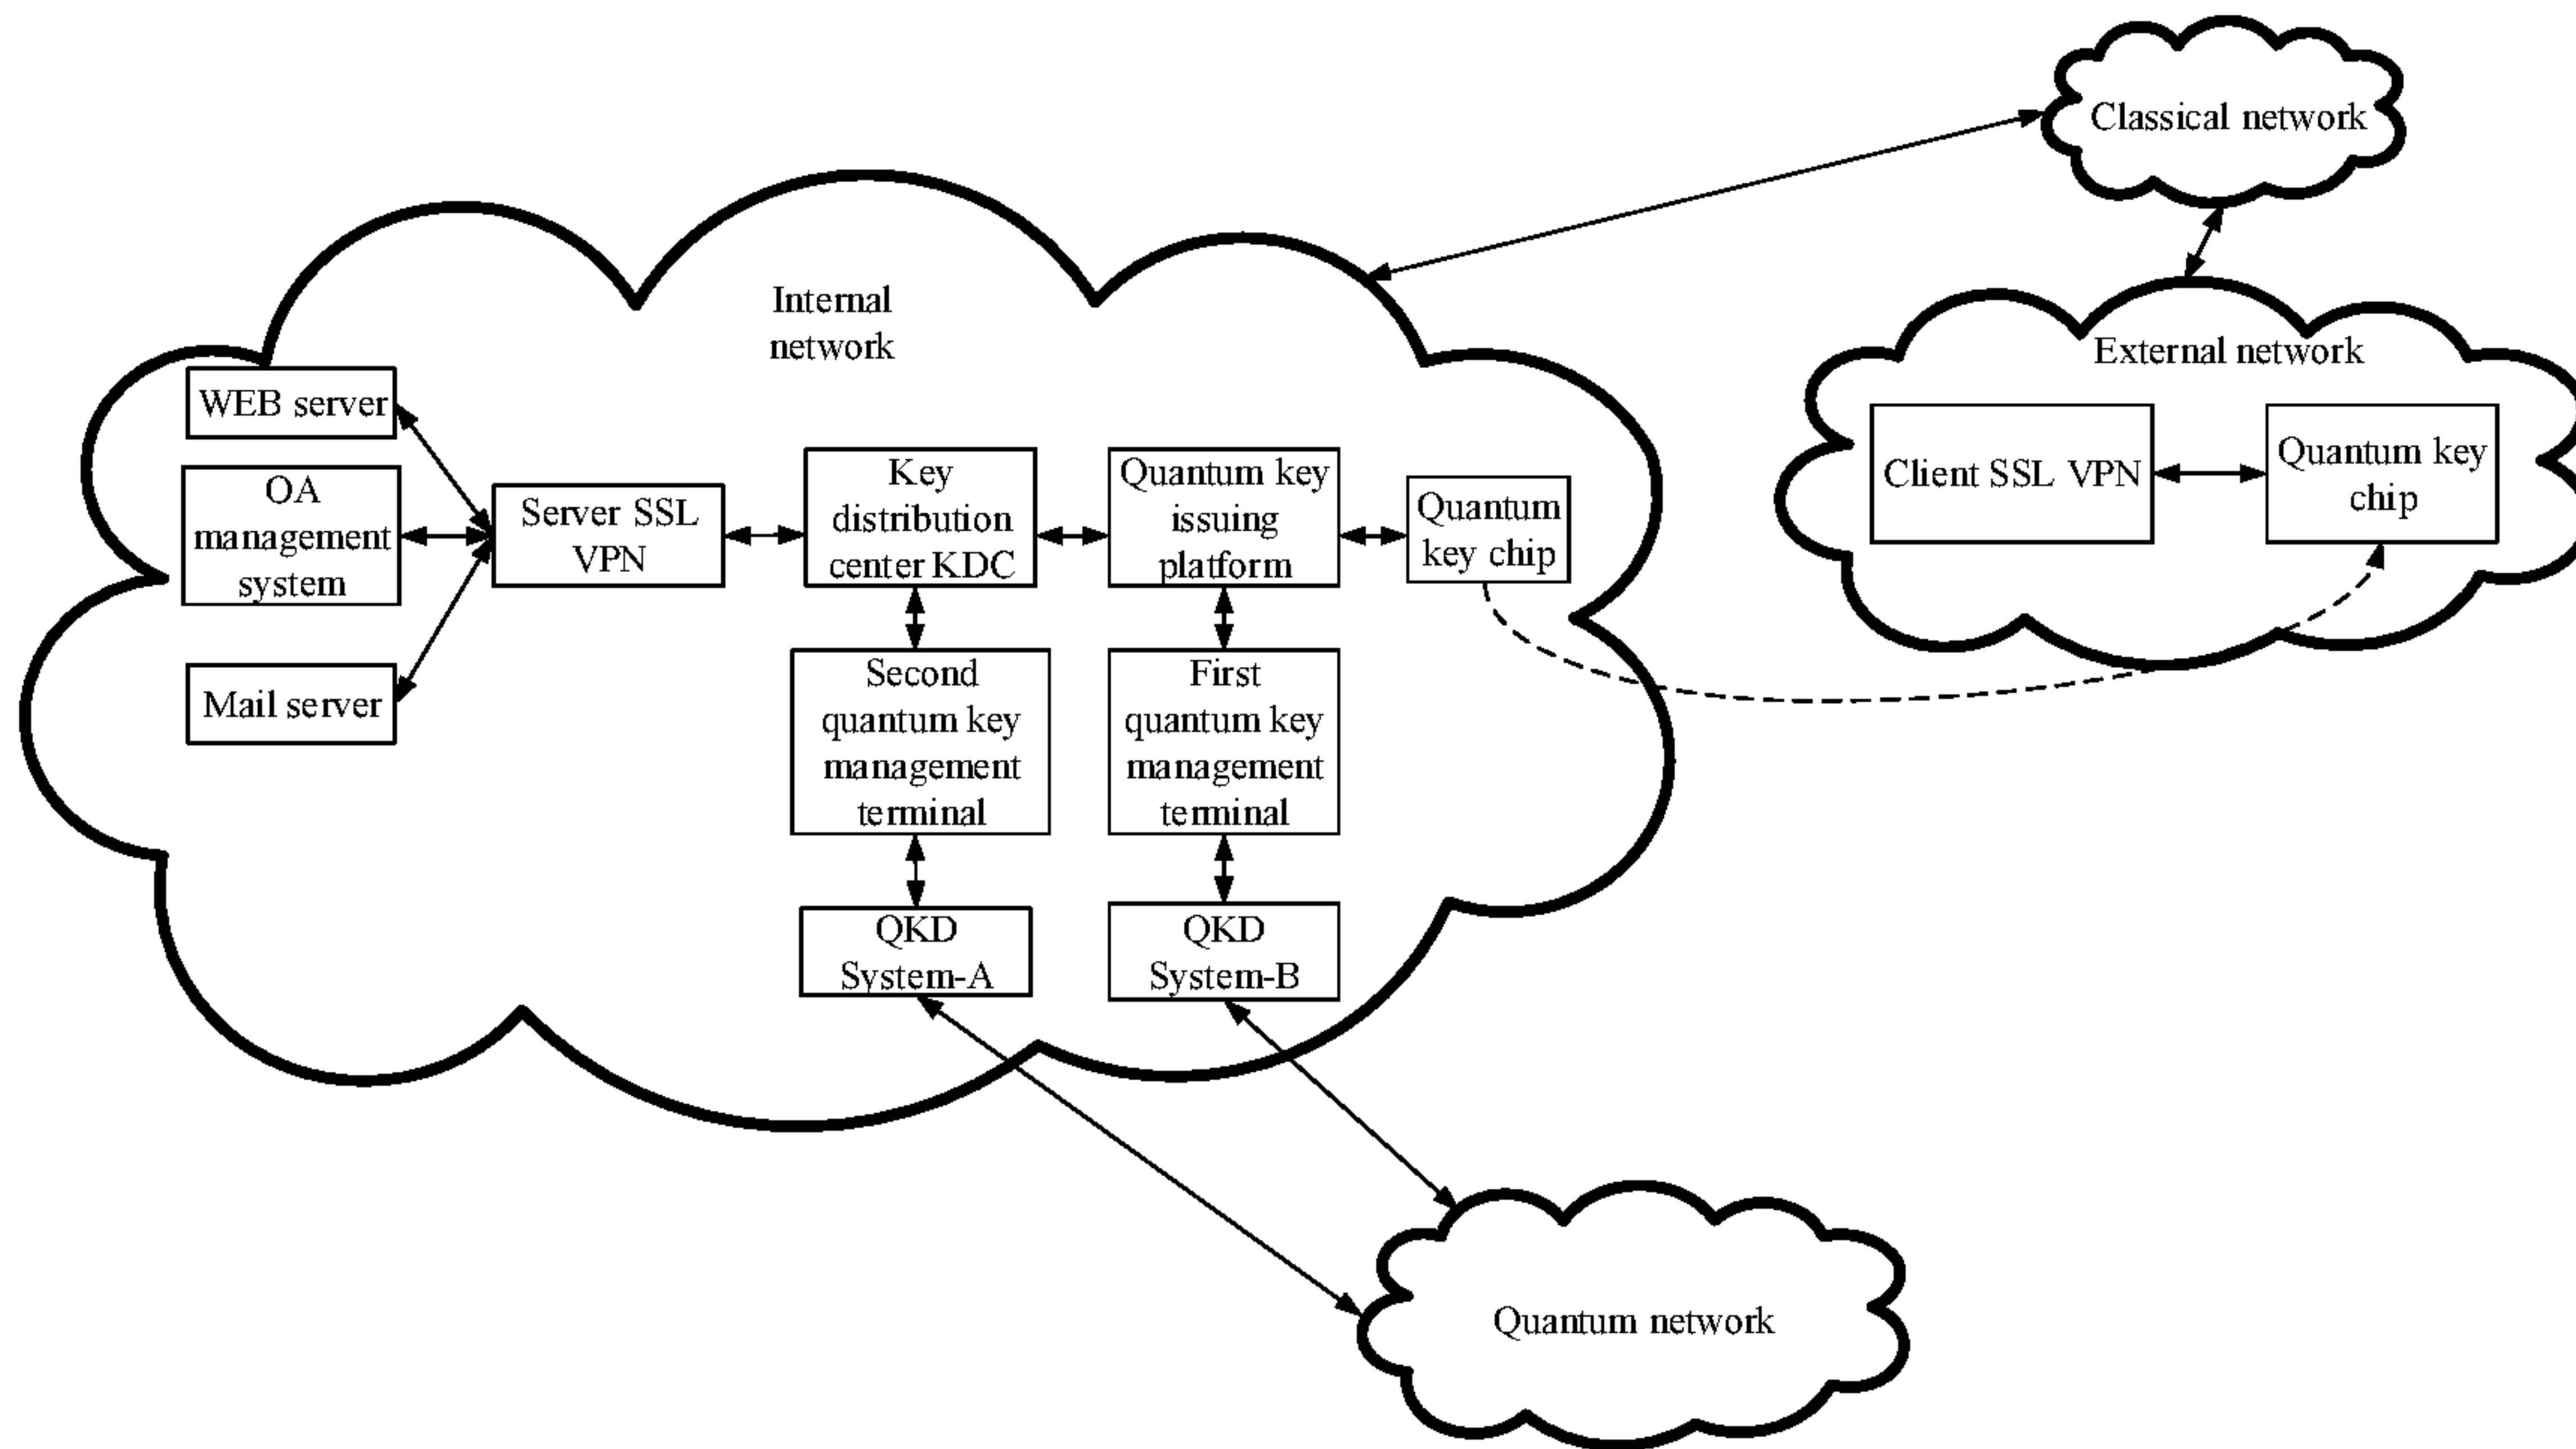 Classical network
Internal
network
External network
WEB server
OA
management
system
Mail server
Server SSL
VPN
Key
distribution
center KDC
Quantum key
issuing
platform
Quantum
key chip
Client SSL VPN
Quantum key
chip
Second
quantum key
management
terminal
First
quantum key
management
terminal
QKD
System-A
QKD
System-B
Quantum network